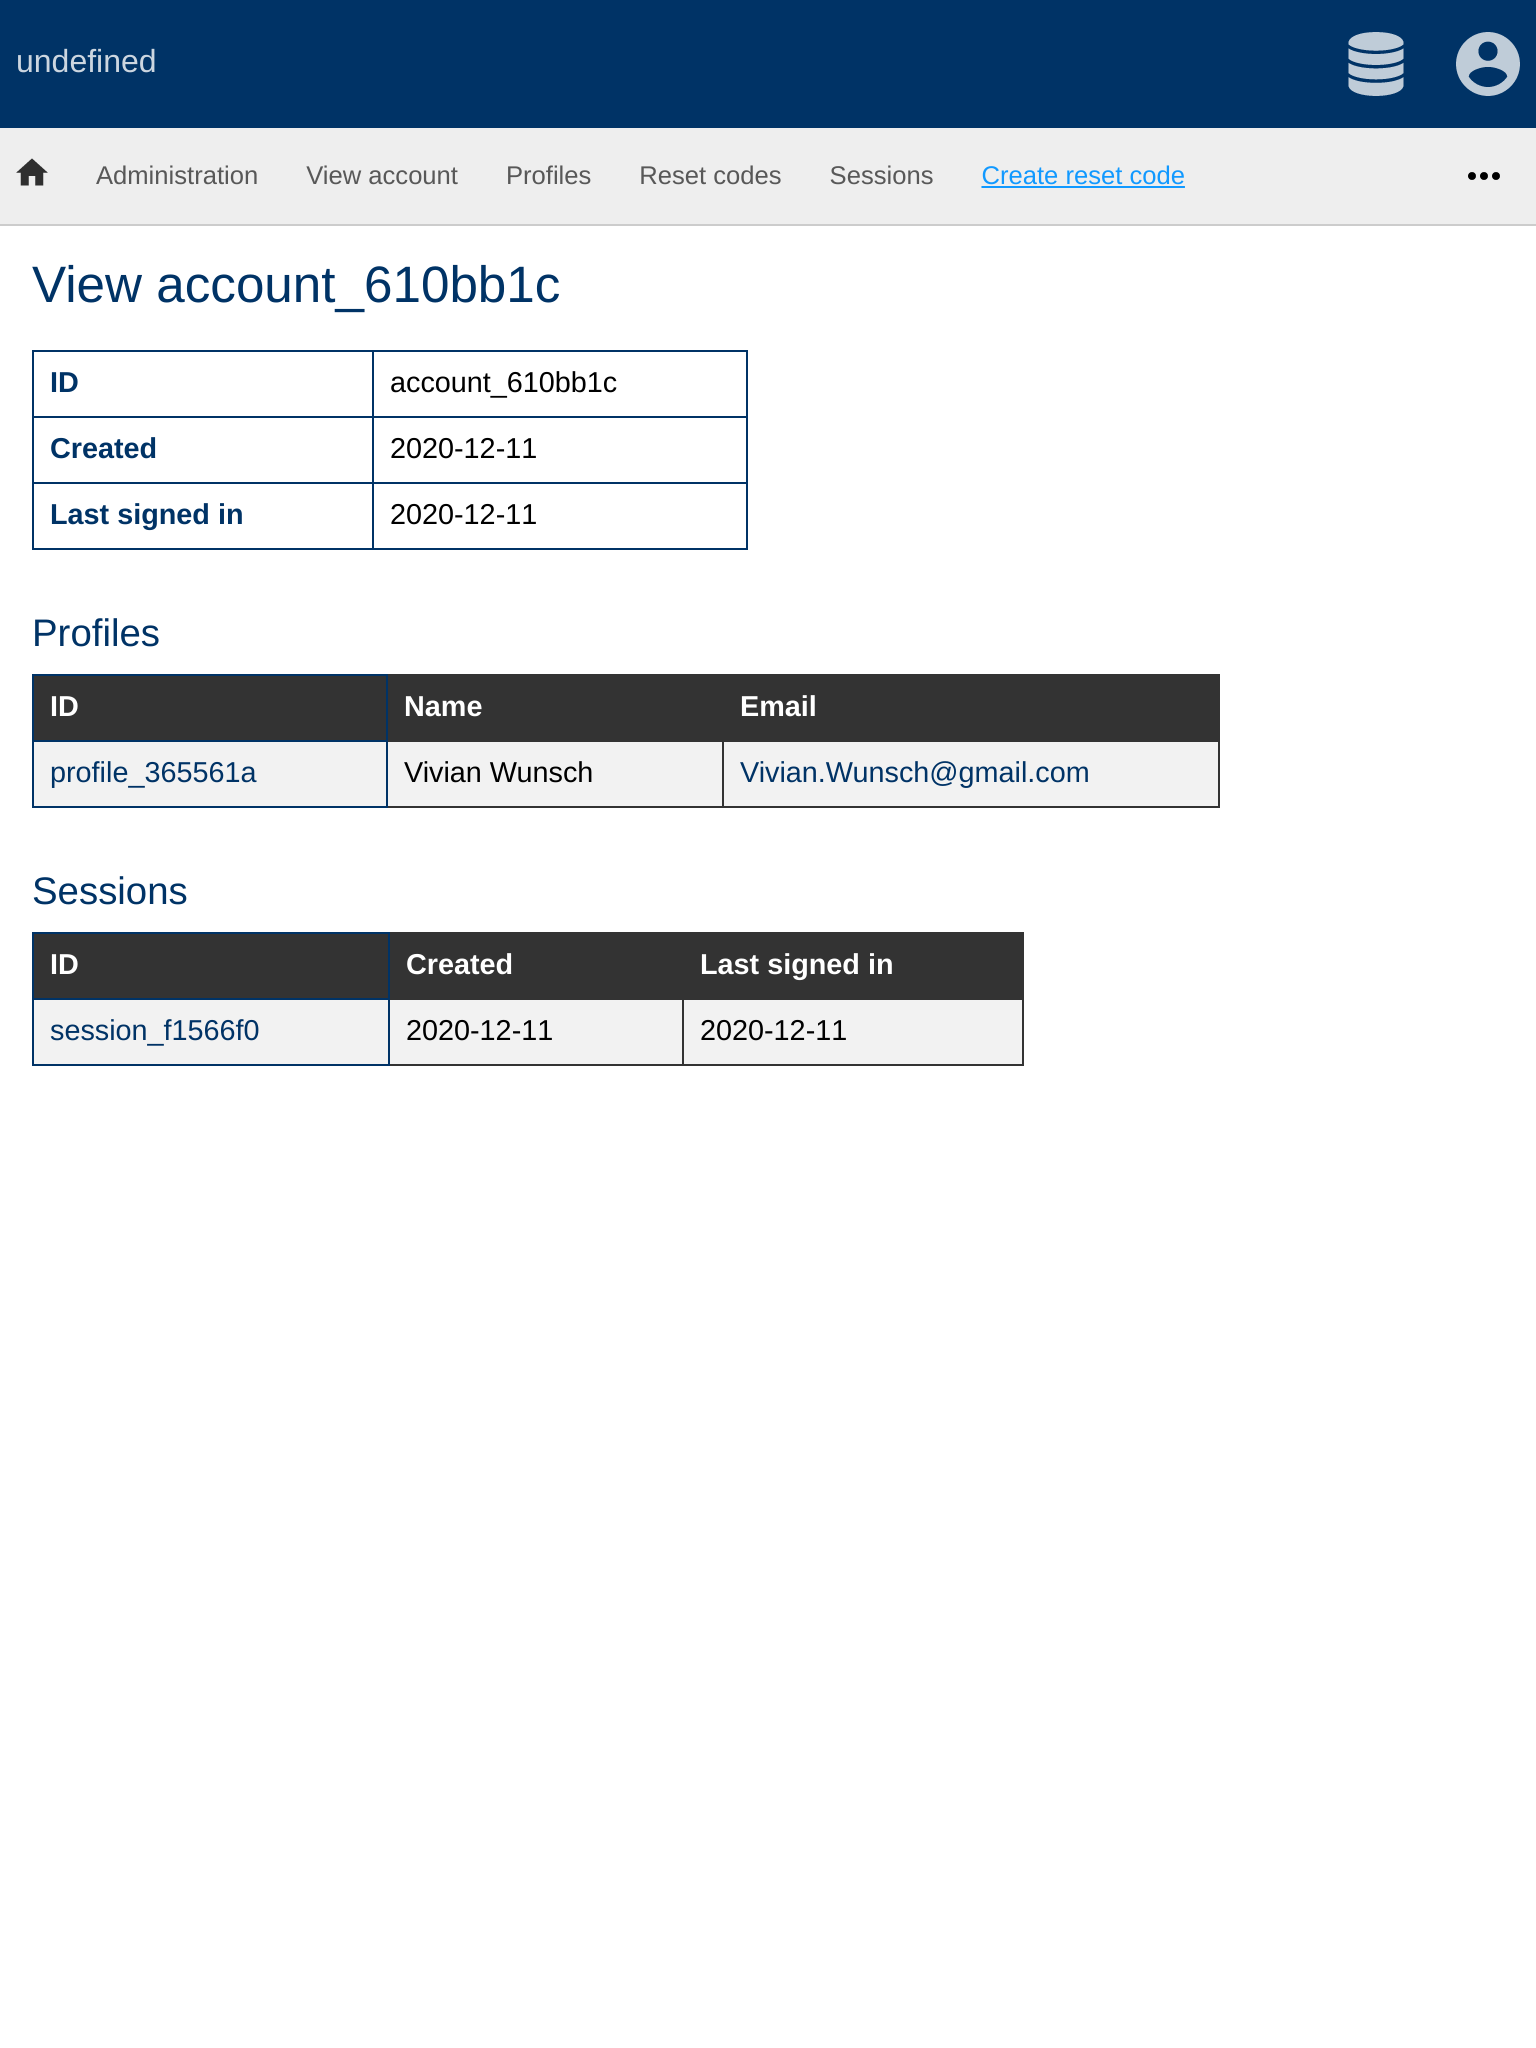 undefined
Administration View account Profiles Reset codes Sessions Create reset code
View account_610bb1c
ID account_610bb1c
Created 2020-12-11
Last signed in 2020-12-11
Profiles
ID Name Email
profile_365561a Vivian Wunsch Vivian.Wunsch@gmail.com
Sessions
ID Created Last signed in
session_f1566f0 2020-12-11 2020-12-11